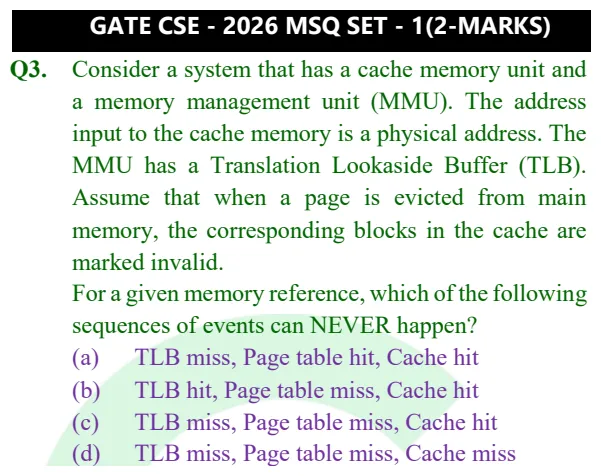 GATE CSE - 2026 MSQ SET - 1(2-MARKS)
Q3. Consider a system that has a cache memory unit and
a memory management unit (MMU). The address
input to the cache memory is a physical address. The
MMU has a Translation Lookaside Buffer (TLB).
Assume that when a page is evicted from main
memory, the corresponding blocks in the cache are
marked invalid.
For a given memory reference, which of the following
sequences of events can NEVER happen?
(a) TLB miss, Page table hit, Cache hit
(b) TLB hit, Page table miss, Cache hit
(c) TLB miss, Page table miss, Cache hit
(d) TLB miss, Page table miss, Cache miss